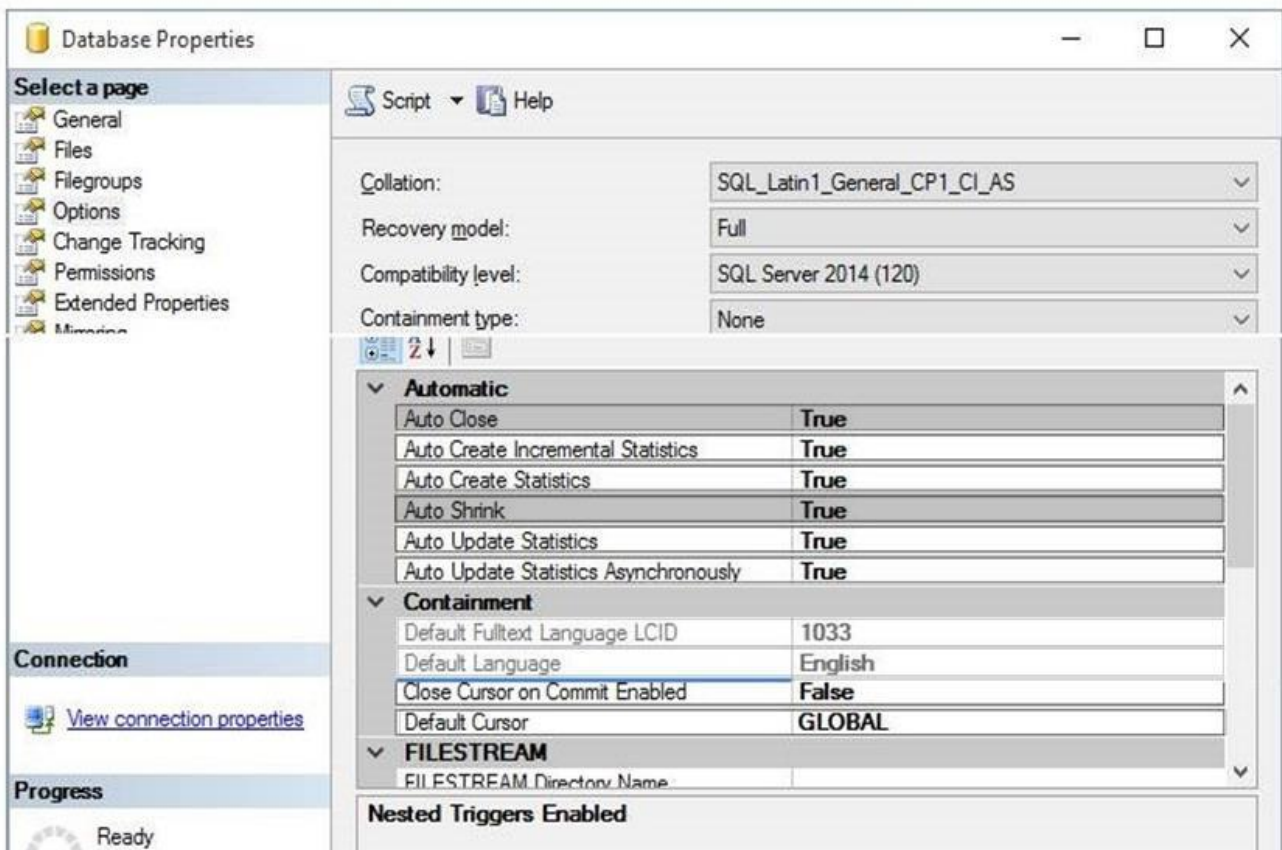 Database Properties
Select a page
General
Files
Filegroups
Options
Change Tracking
Permissions
Extended Properties
Mirroring
Script Help
Collation: SQL_Latin1_General_CP1_CI_AS
Recovery model: Full
Compatibility level: SQL Server 2014 (120)
Containment type: None
Automatic
Auto Close True
Auto Create Incremental Statistics True
Auto Create Statistics True
Auto Shrink True
Auto Update Statistics True
Auto Update Statistics Asynchronously True
Containment
Default Fulltext Language LCID 1033
Default Language English
Close Cursor on Commit Enabled False
Default Cursor GLOBAL
FILESTREAM
FILESTREAM Directory Name
Nested Triggers Enabled
Connection
View connection properties
Progress
Ready